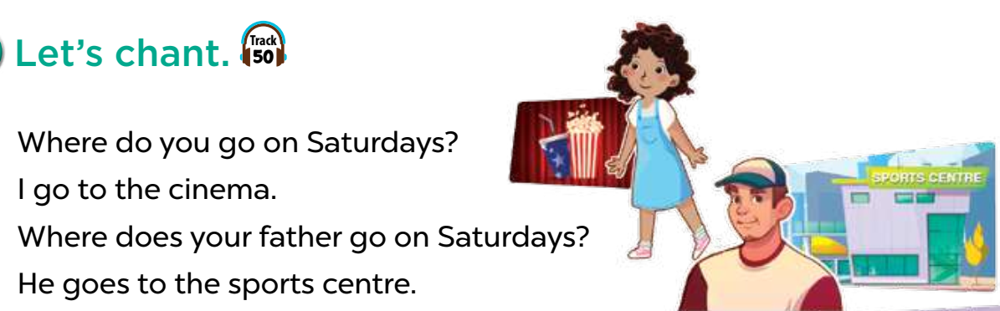 Let's chant.
Track
50
Where do you go on Saturdays?
I go to the cinema.
Where does your father go on Saturdays?
He goes to the sports centre.
SPORTS CENTRE